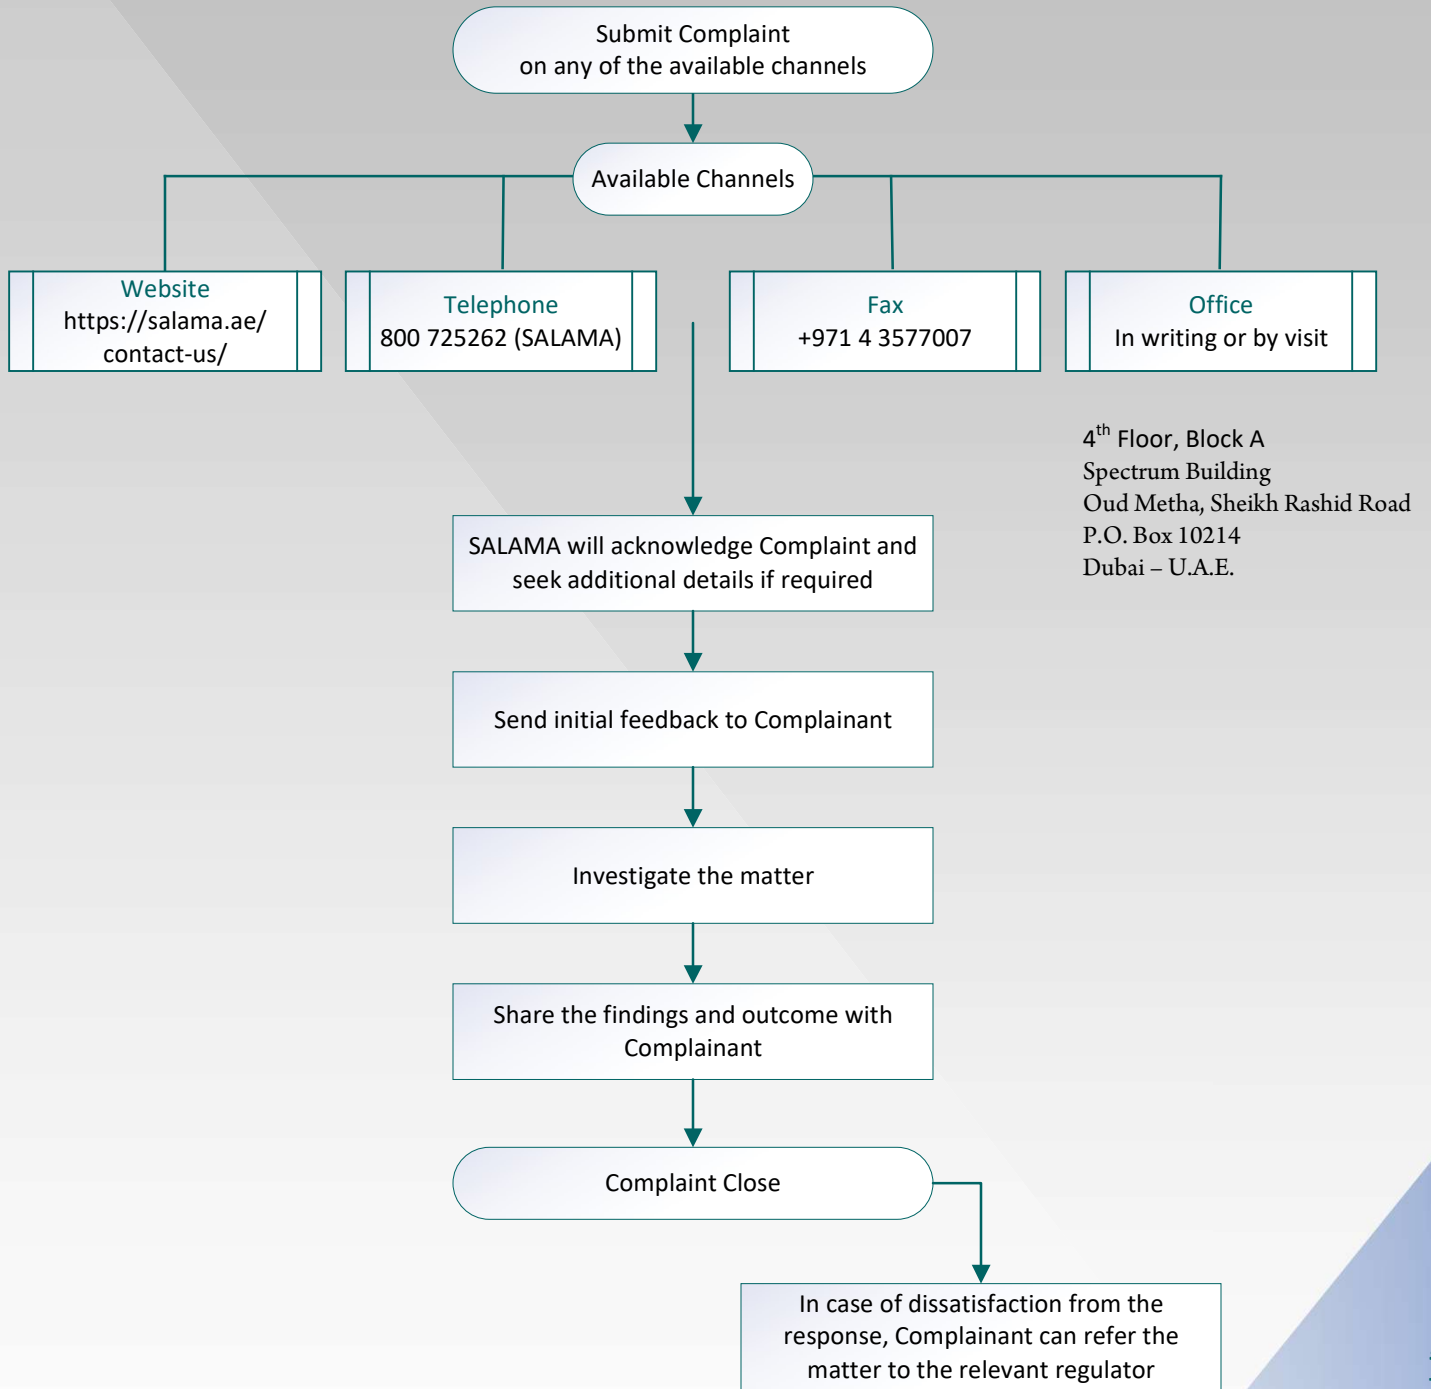 Submit Complaint
on any of the available channels
Available Channels
Website
https://salama.ae/
contact-us/
Telephone
800 725262 (SALAMA)
Fax
+971 4 3577007
Office
In writing or by visit
4th Floor, Block A
Spectrum Building
Oud Metha, Sheikh Rashid Road
P.O. Box 10214
Dubai – U.A.E.
SALAMA will acknowledge Complaint and
seek additional details if required
Send initial feedback to Complainant
Investigate the matter
Share the findings and outcome with
Complainant
Complaint Close
In case of dissatisfaction from the
response, Complainant can refer the
matter to the relevant regulator